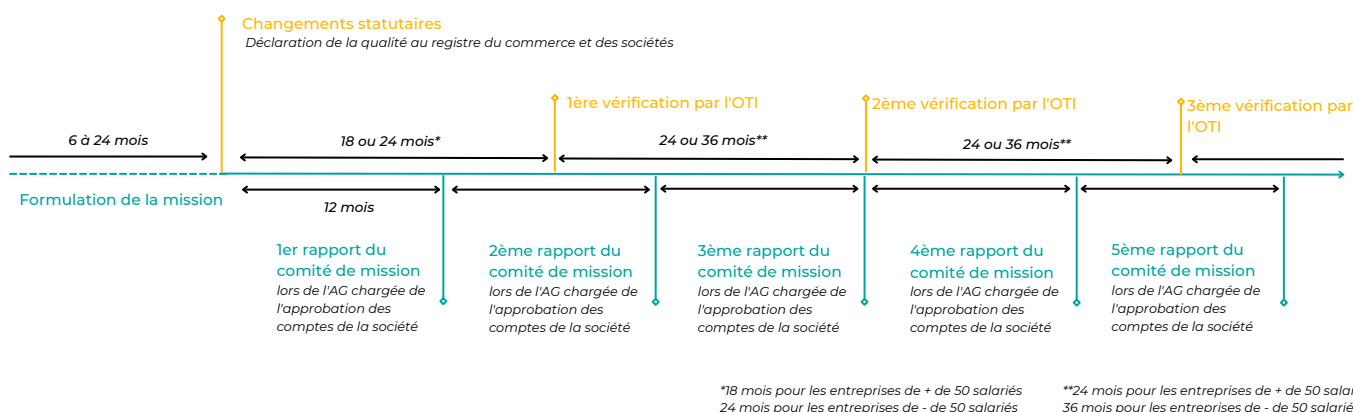 Changements statutaires
Déclaration de la qualité au registre du commerce et des sociétés
1ère vérification par l'OTI
2ème vérification par l'OTI
3ème vérification par
l'OTI
6 à 24 mois
18 ou 24 mois*
24 ou 36 mois**
24 ou 36 mois**
Formulation de la mission
12 mois
1er rapport du
comité de mission
lors de l'AG chargée de
l'approbation des
comptes de la société
2ème rapport du
comité de mission
lors de l'AG chargée de
l'approbation des
comptes de la société
3ème rapport du
comité de mission
lors de l'AG chargée de
l'approbation des
comptes de la société
4ème rapport du
comité de mission
lors de l'AG chargée de
l'approbation des
comptes de la société
5ème rapport du
comité de mission
lors de l'AG chargée de
l'approbation des
comptes de la société
*18 mois pour les entreprises de + de 50 salariés
24 mois pour les entreprises de - de 50 salariés
**24 mois pour les entreprises de + de 50
36 mois pour les entreprises de - de 50